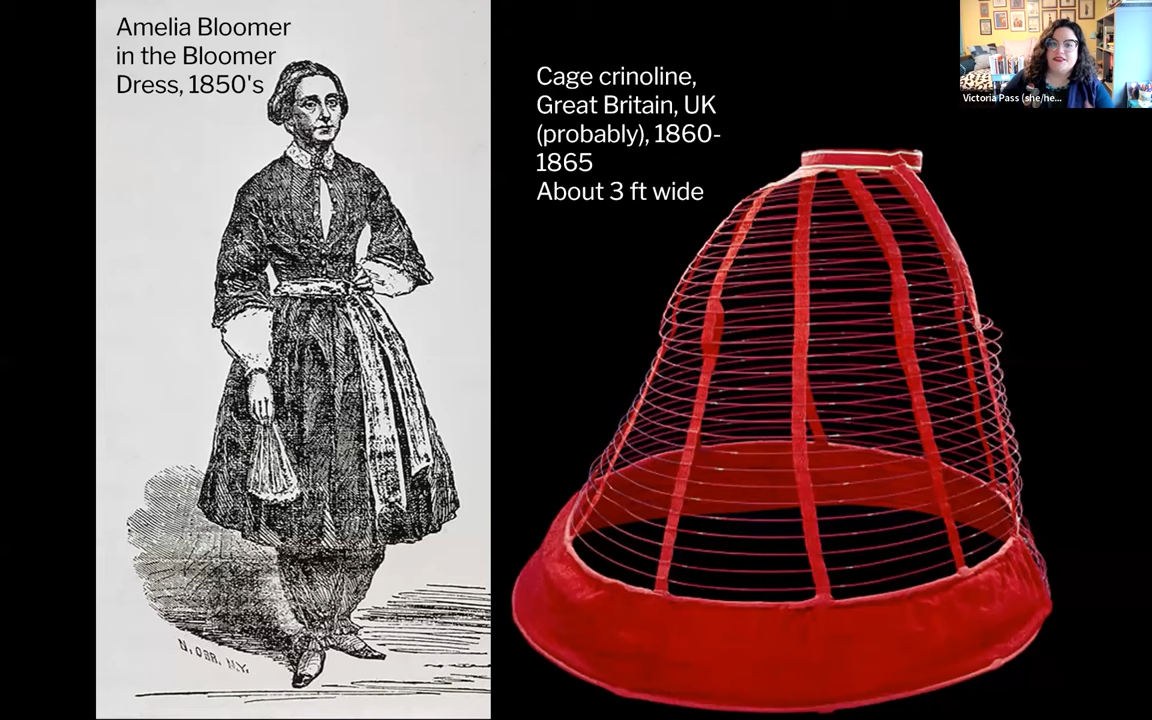 Amelia Bloomer
in the Bloomer
Dress, 1850's
Cage crinoline,
Great Britain, UK
(probably), 1860-
1865
About 3 ft wide
Victoria Pass (she/he...
N. ORR. N.Y.